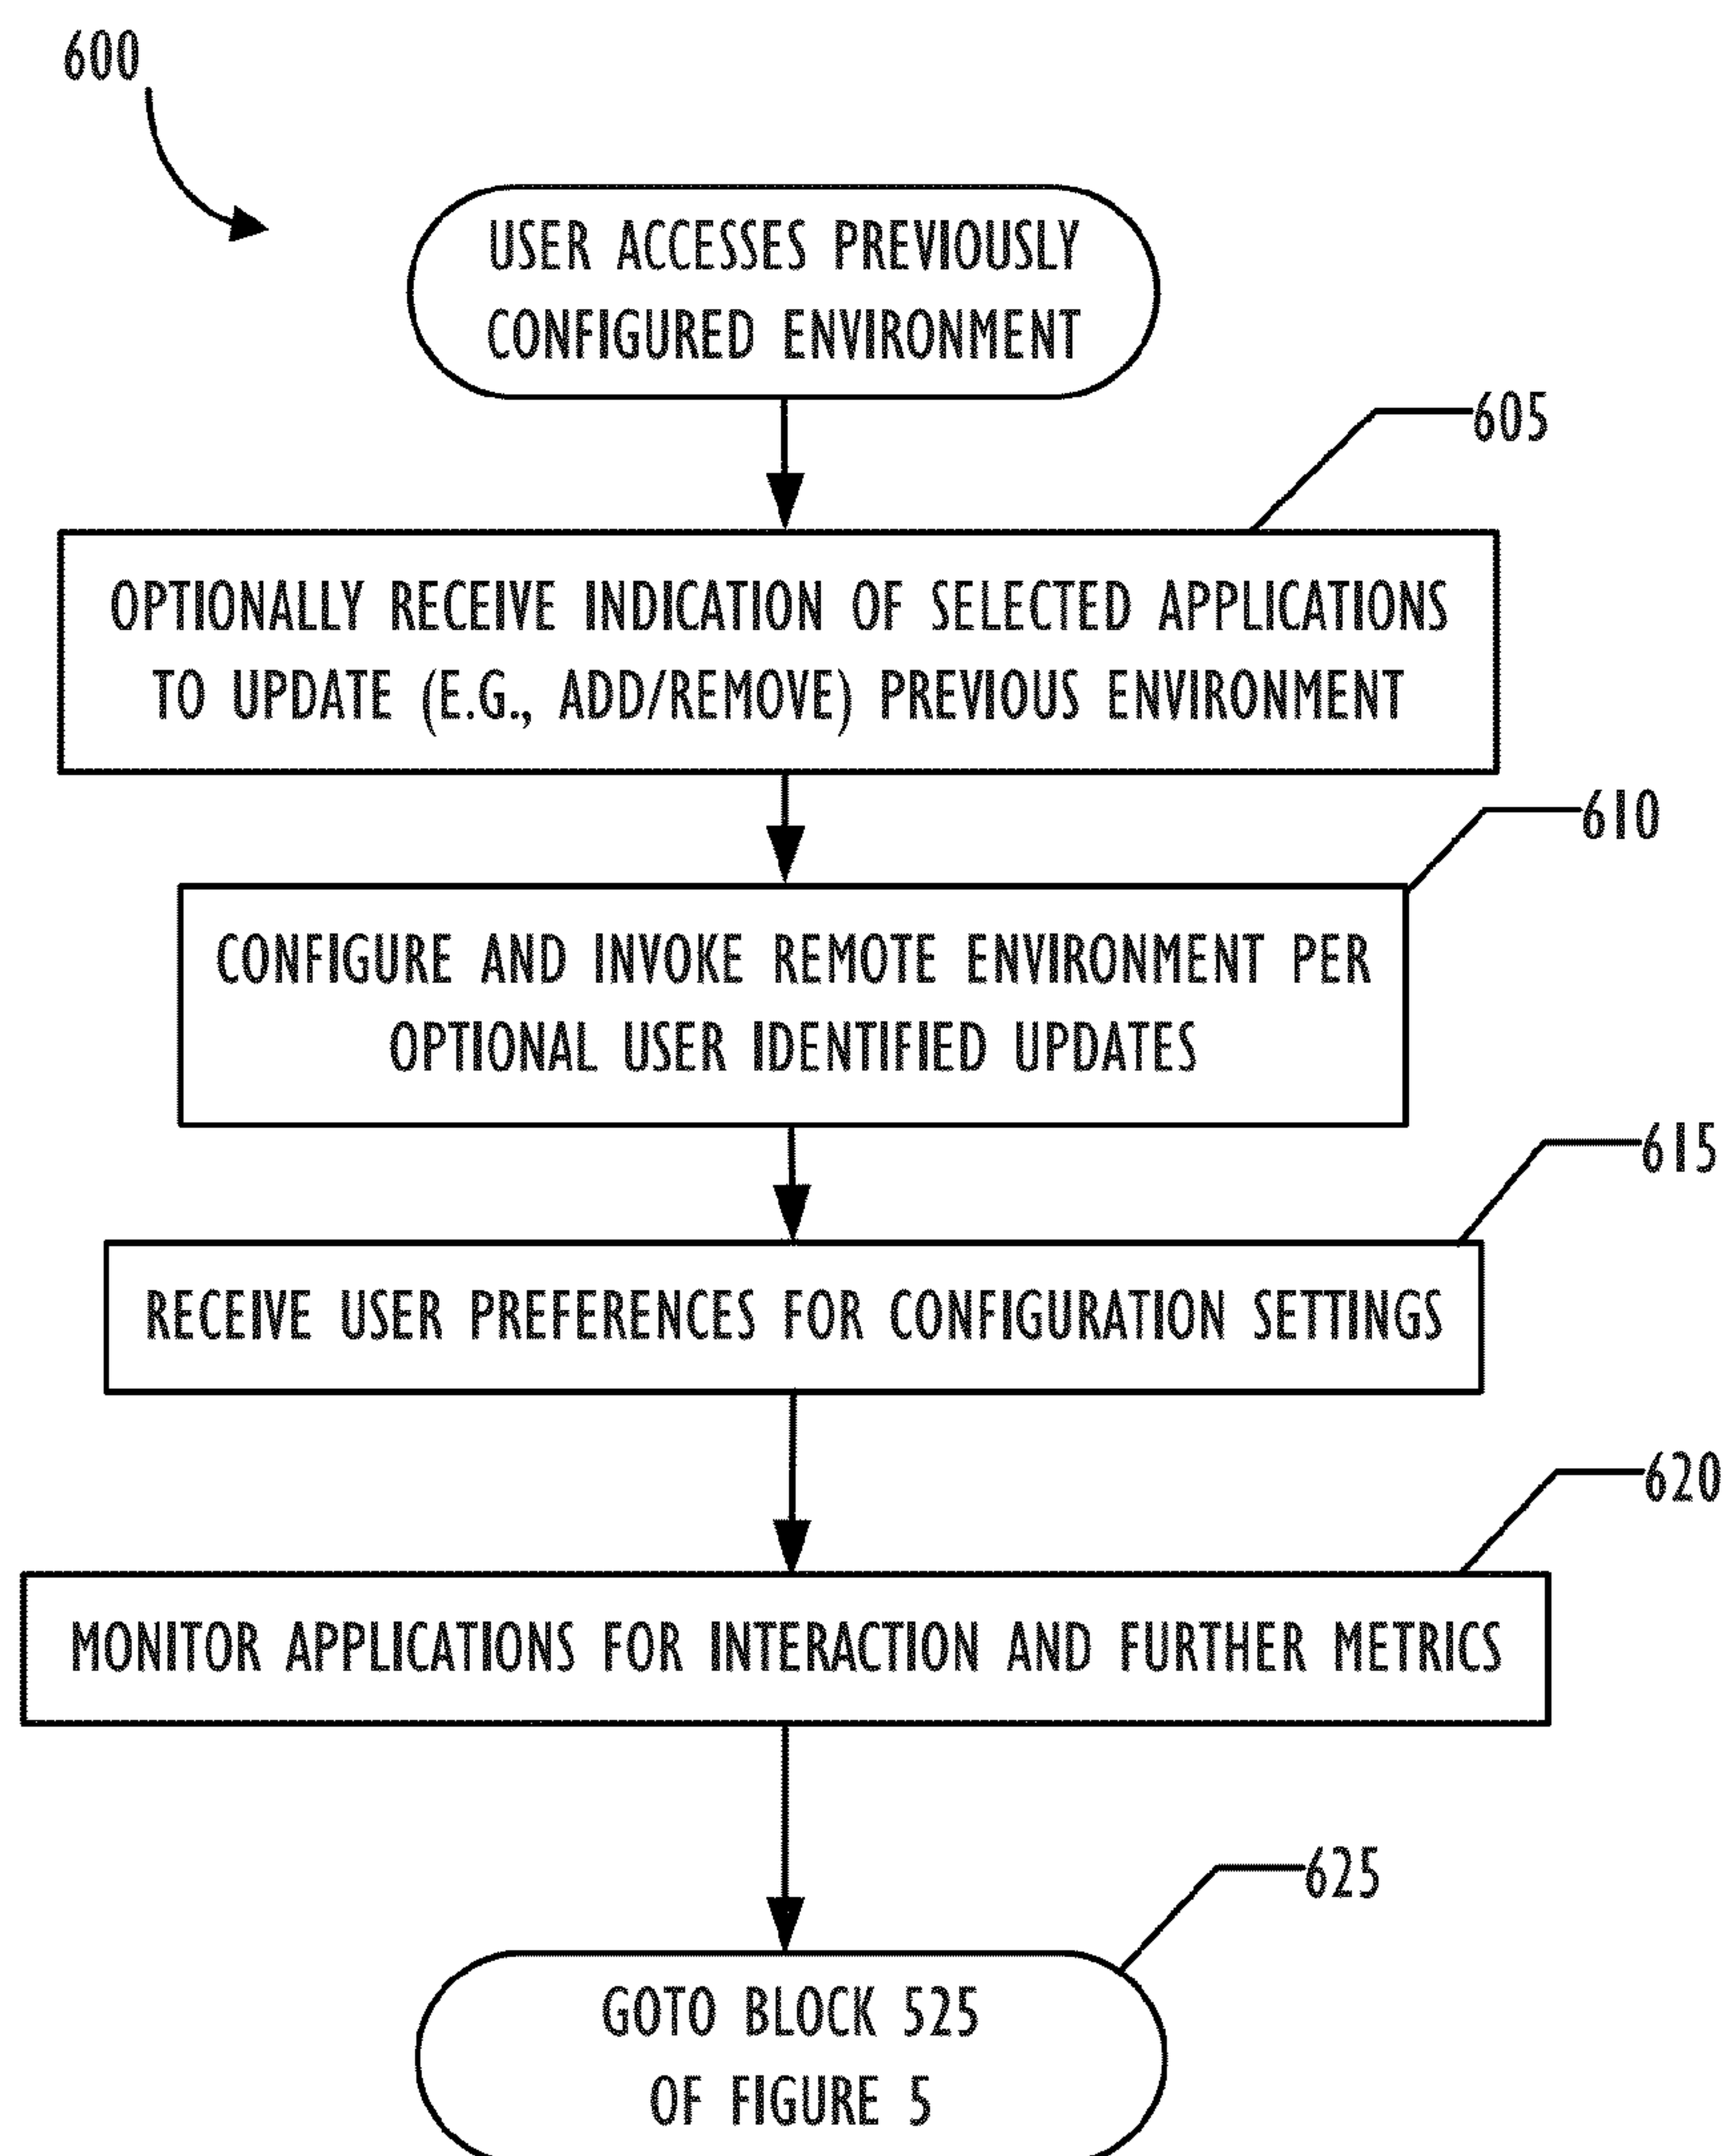 600
USER ACCESSES PREVIOUSLY
CONFIGURED ENVIRONMENT
605
OPTIONALLY RECEIVE INDICATION OF SELECTED APPLICATIONS
TO UPDATE (E.G., ADD/REMOVE) PREVIOUS ENVIRONMENT
610
CONFIGURE AND INVOKE REMOTE ENVIRONMENT PER
OPTIONAL USER IDENTIFIED UPDATES
615
RECEIVE USER PREFERENCES FOR CONFIGURATION SETTINGS
620
MONITOR APPLICATIONS FOR INTERACTION AND FURTHER METRICS
625
GOTO BLOCK 525
OF FIGURE 5